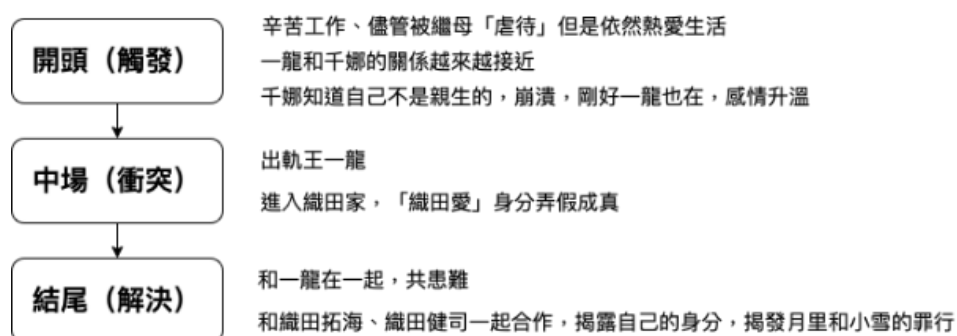 開頭（觸發）
辛苦工作、儘管被繼母「虐待」但是依然熱愛生活
一龍和千娜的關係越來越接近
千娜知道自己不是親生的，崩潰，剛好一龍也在，感情升溫
中場（衝突）
出軌王一龍
進入織田家，「織田愛」身分弄假成真
結尾（解決）
和一龍在一起，共患難
和織田拓海、織田健司一起合作，揭露自己的身分，揭發月里和小雪的罪行